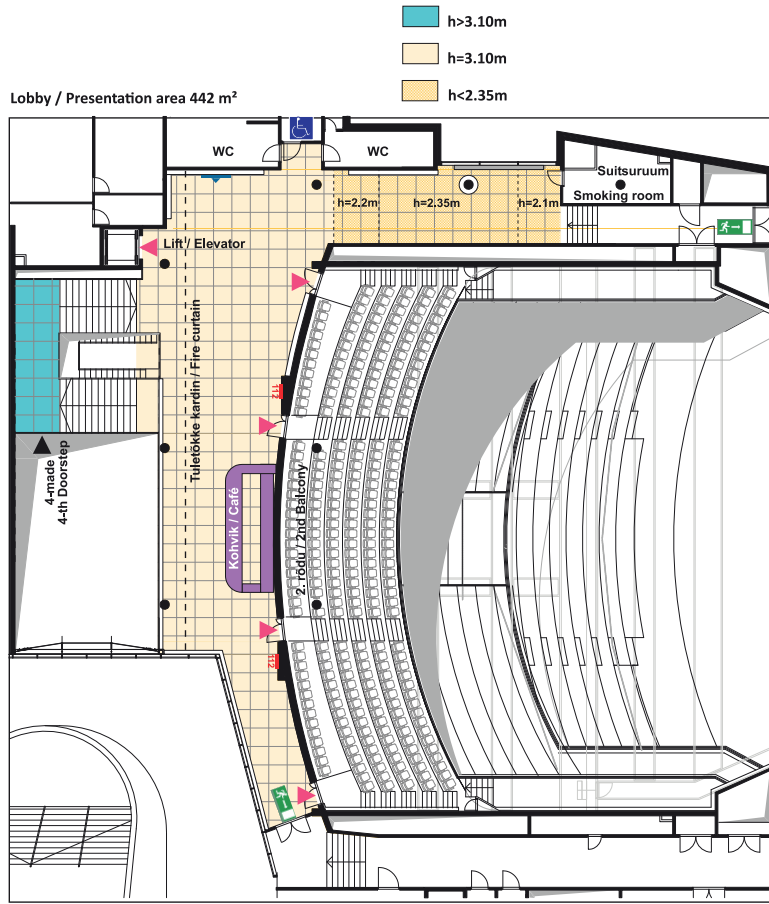 h>3.10m
h=3.10m
h<2.35m
Lobby / Presentation area 442 m²
WC
WC
Suitsuruum
Smoking room
h=2.2m
h=2.35m
h=2.1m
Lift / Elevator
Tuletõkke kardin / Fire curtain
112
4-made
4-th Doorstep
Kohvik / Café
2. rõdu / 2nd Balcony
112